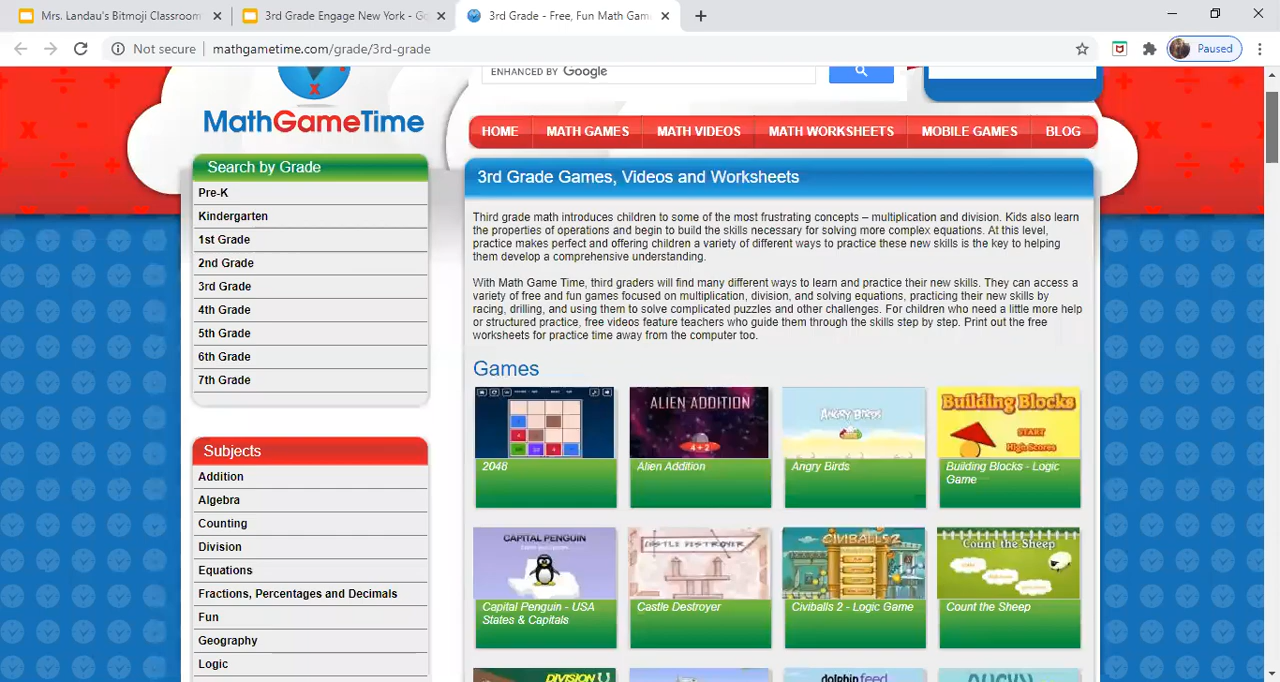 Mrs. Landau's Bitmoji Classroom
3rd Grade Engage New York - Go
3rd Grade - Free, Fun Math Gam
Not secure
mathgametime.com/grade/3rd-grade
Paused
ENHANCED BY Google
MathGameTime
HOME
MATH GAMES
MATH VIDEOS
MATH WORKSHEETS
MOBILE GAMES
BLOG
Search by Grade
Pre-K
Kindergarten
1st Grade
2nd Grade
3rd Grade
4th Grade
5th Grade
6th Grade
7th Grade
Subjects
Addition
Algebra
Counting
Division
Equations
Fractions, Percentages and Decimals
Fun
Geography
Logic
3rd Grade Games, Videos and Worksheets
Third grade math introduces children to some of the most frustrating concepts – multiplication and division. Kids also learn
the properties of operations and begin to build the skills necessary for solving more complex equations. At this level,
practice makes perfect and offering children a variety of different ways to practice these new skills is the key to helping
them develop a comprehensive understanding.
With Math Game Time, third graders will find many different ways to learn and practice their new skills. They can access a
variety of free and fun games focused on multiplication, division, and solving equations, practicing their new skills by
racing, drilling, and using them to solve complicated puzzles and other challenges. For children who need a little more help
or structured practice, free videos feature teachers who guide them through the skills step by step. Print out the free
worksheets for practice time away from the computer too.
Games
2048
ALIEN ADDITION
4+2
Alien Addition
ANGRY BIRDS
Angry Birds
Building Blocks
START
High Scores
Building Blocks - Logic
Game
CAPITAL PENGUIN
Capital Penguin - USA
States & Capitals
CASTLE DESTROYER
Castle Destroyer
CIVIBALLS 2
Civiballs 2 - Logic Game
Count the Sheep
Count the Sheep
DIVISION
dolphin feed